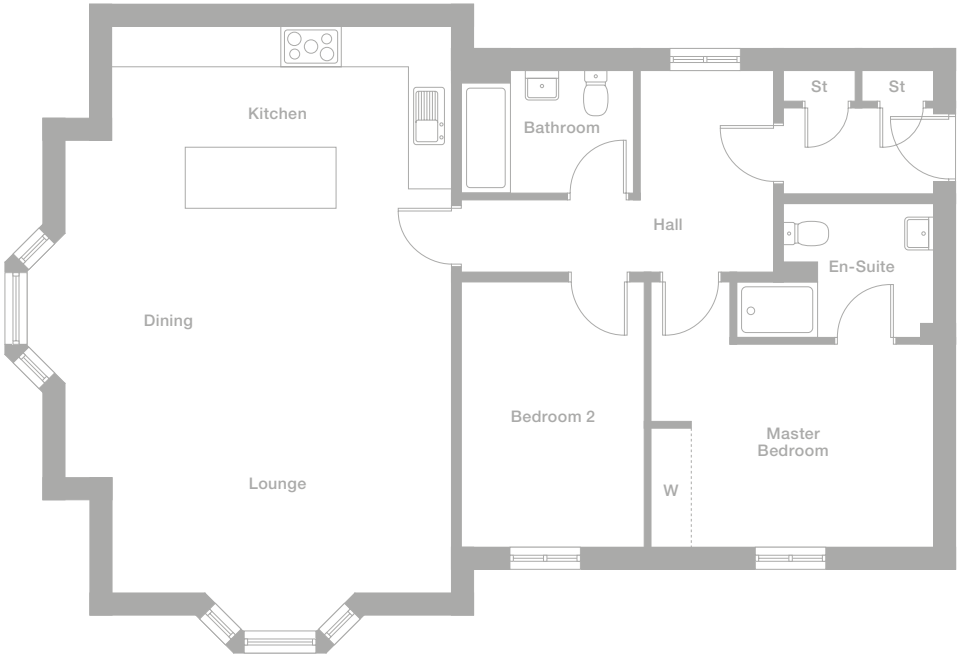 St
St
Kitchen
Bathroom
Hall
En-Suite
Dining
Bedroom 2
Master
Bedroom
Lounge
W